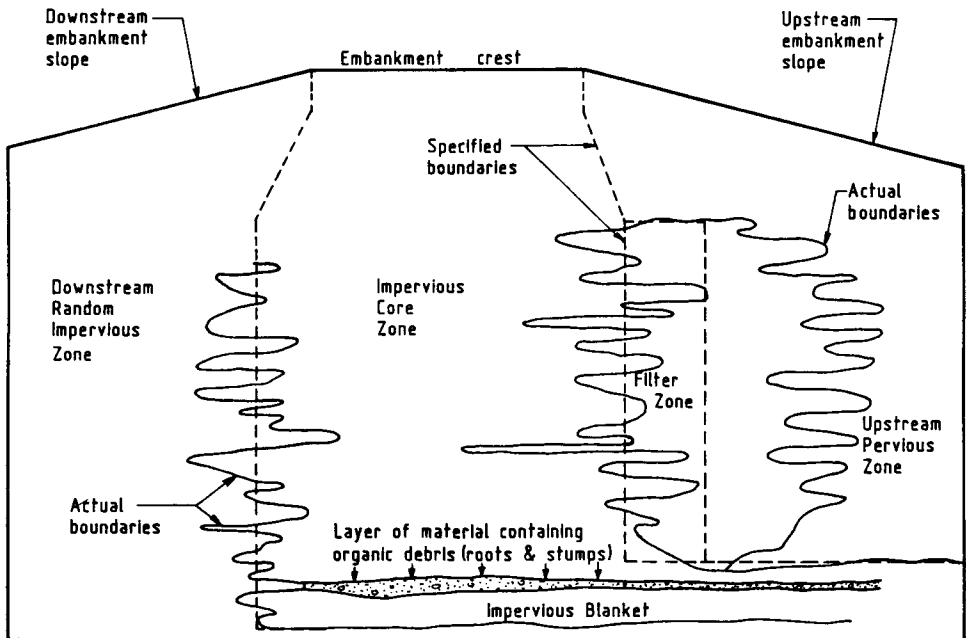 Downstream
embankment
slope
Embankment crest
Upstream
embankment
slope
Specified
boundaries
Actual
boundaries
Downstream
Random
Impervious
Zone
Impervious
Core
Zone
Filter
Zone
Upstream
Pervious
Zone
Actual
boundaries
Layer of material containing
organic debris (roots & stumps)
Impervious Blanket